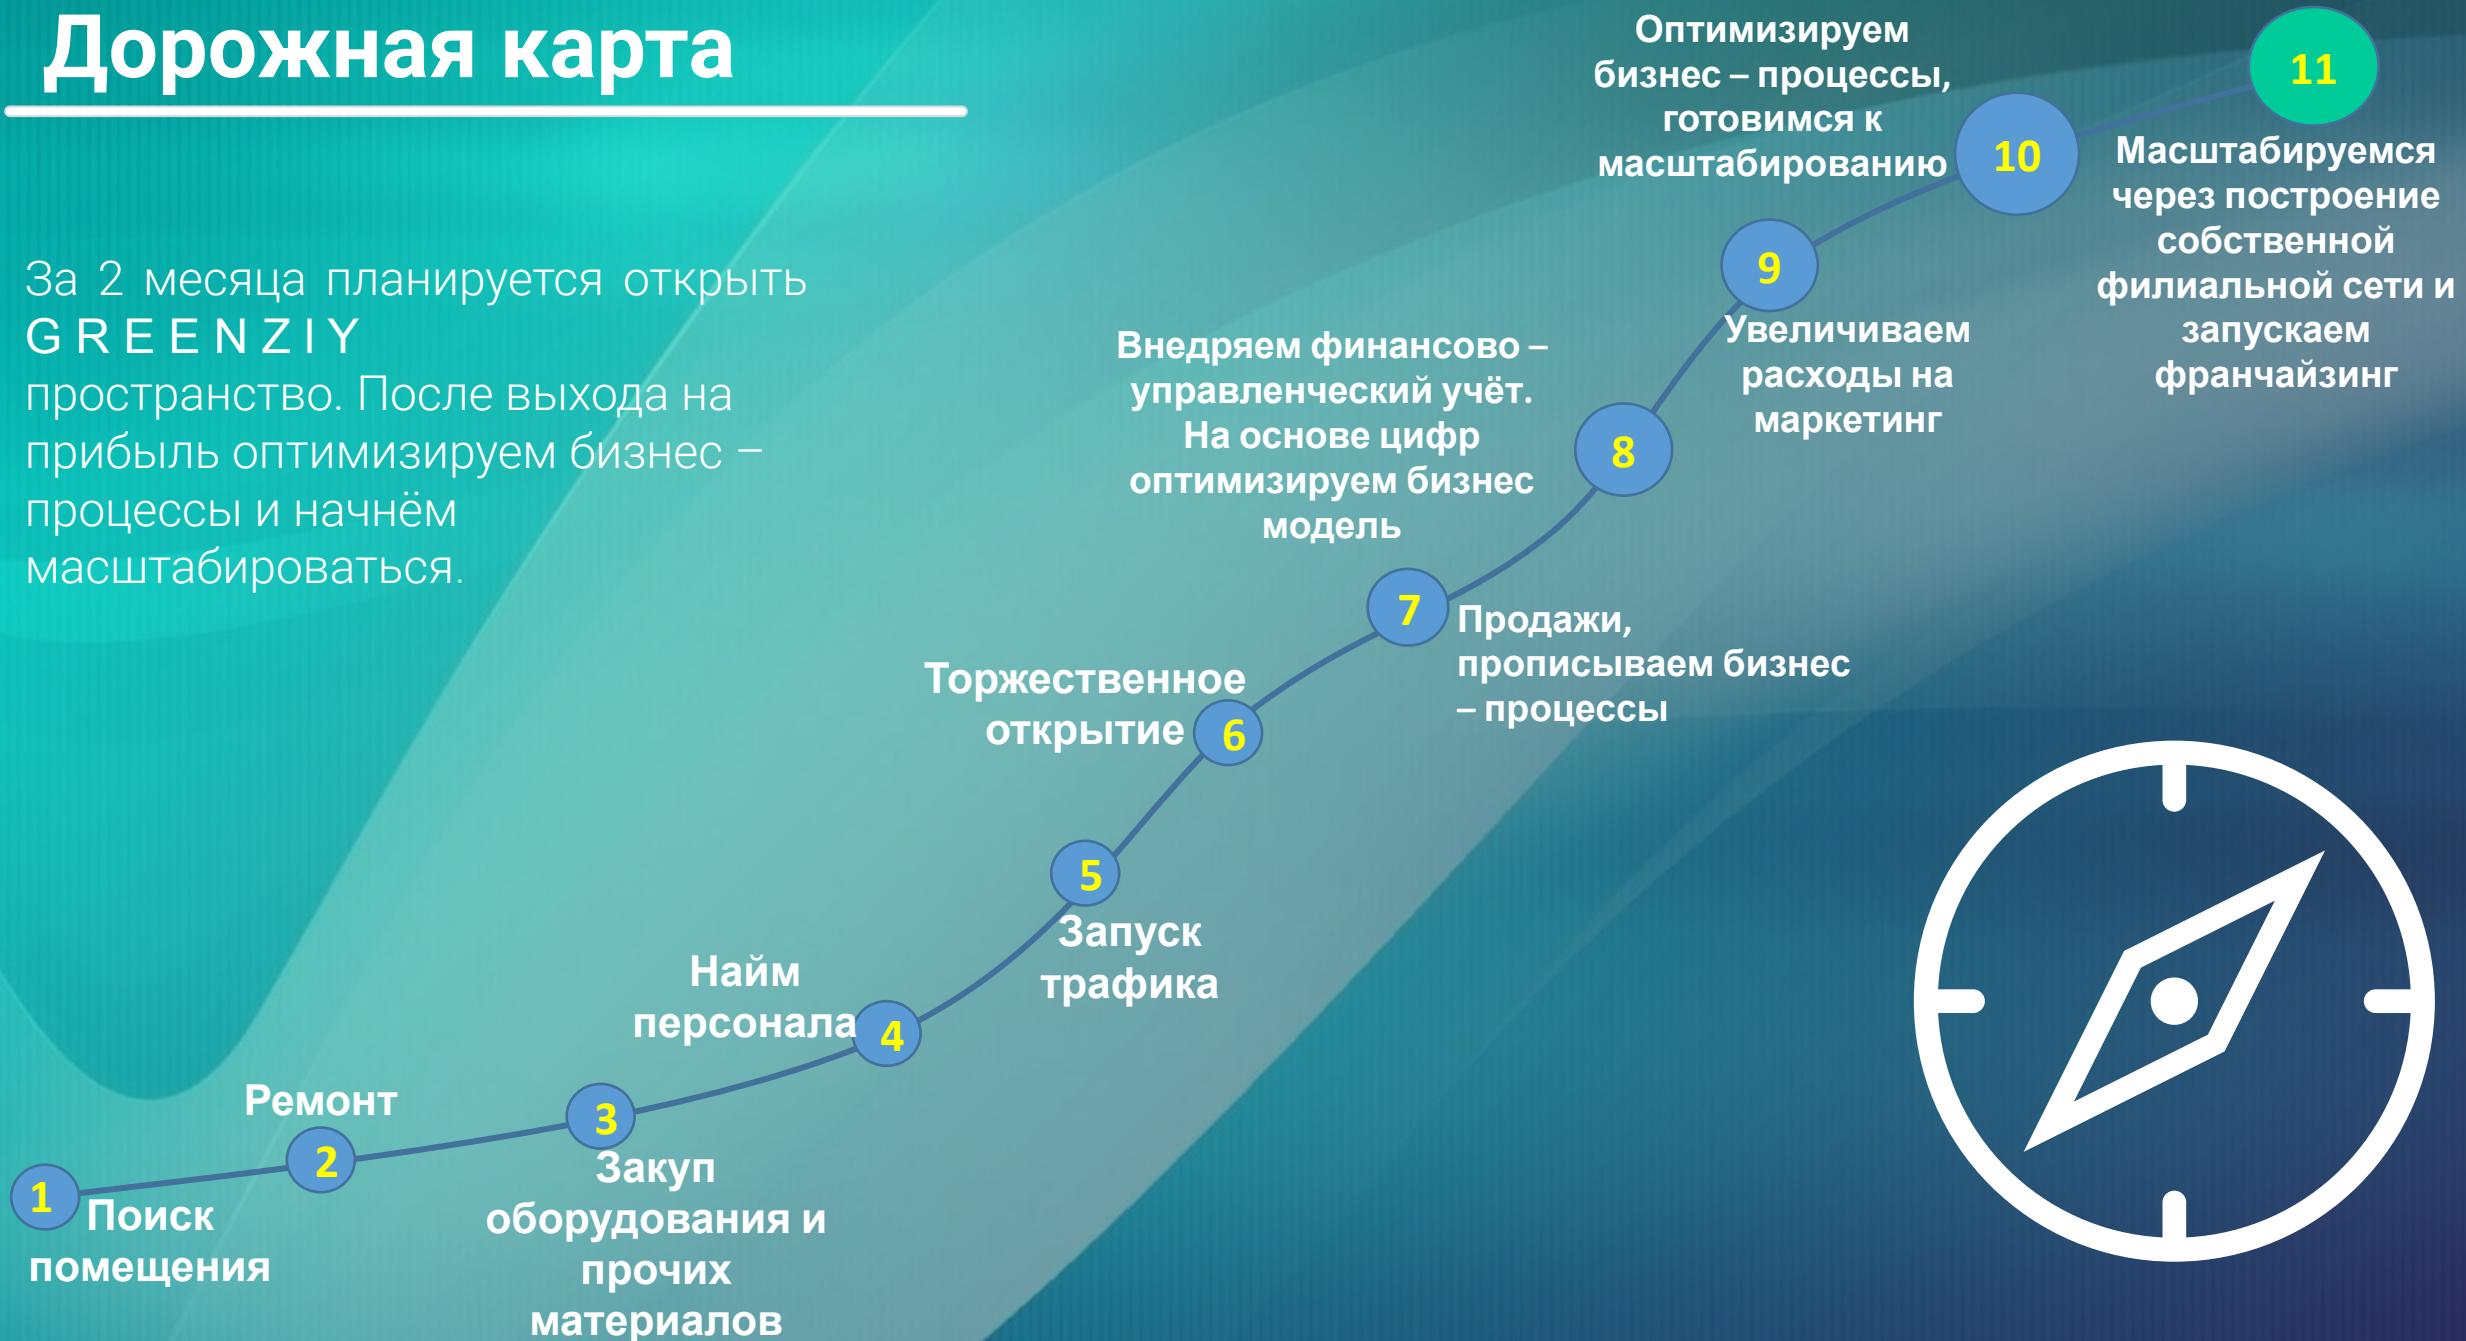 Дорожная карта
За 2 месяца планируется открыть
GREENZIY
пространство. После выхода на
прибыль оптимизируем бизнес –
процессы и начнём
масштабироваться.
1
Поиск
помещения
Ремонт
2
3
Закуп
оборудования и
прочих
материалов
Найм
персонала
4
5
Запуск
трафика
Торжественное
открытие
6
7
Продажи,
прописываем бизнес
– процессы
Внедряем финансово –
управленческий учёт.
На основе цифр
оптимизируем бизнес
модель
8
9
Увеличиваем
расходы на
маркетинг
Оптимизируем
бизнес – процессы,
готовимся к
масштабированию
10
11
Масштабируемся
через построение
собственной
филиальной сети и
запускаем
франчайзинг